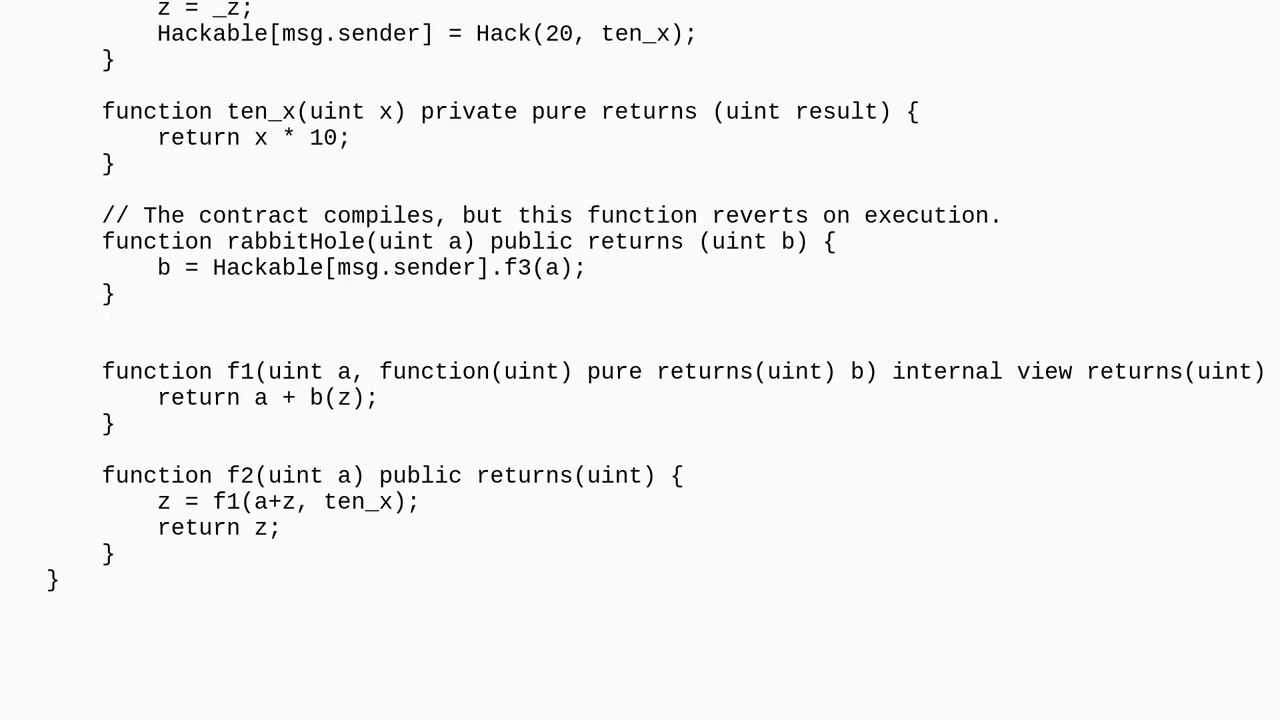 z = _z;
Hackable[msg.sender] = Hack(20, ten_x);
}
function ten_x(uint x) private pure returns (uint result) {
return x * 10;
}
// The contract compiles, but this function reverts on execution.
function rabbitHole(uint a) public returns (uint b) {
b = Hackable[msg.sender].f3(a);
}
function f1(uint a, function(uint) pure returns(uint) b) internal view returns(uint)
return a + b(z);
}
function f2(uint a) public returns(uint) {
z = f1(a+z, ten_x);
return z;
}
}